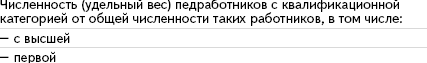 Численность (удельный вес) педработников с квалификационной
категорией от общей численности таких работников, в том числе:
— с высшей
— первой